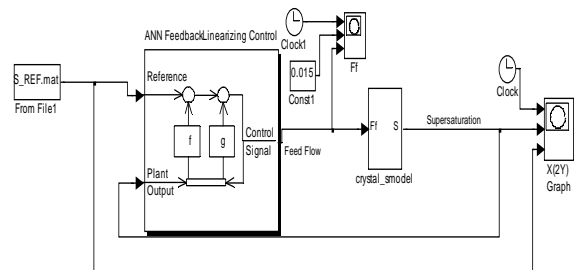 ANN FeedbackLinearizing Control
S_REF.mat
From File1
Reference
f
g
Control
Signal
Plant
Output
Clock1
0.015
Const1
Ff
Feed Flow
Ff
S
crystal_smodel
Supersaturation
Clock
X(2Y)
Graph